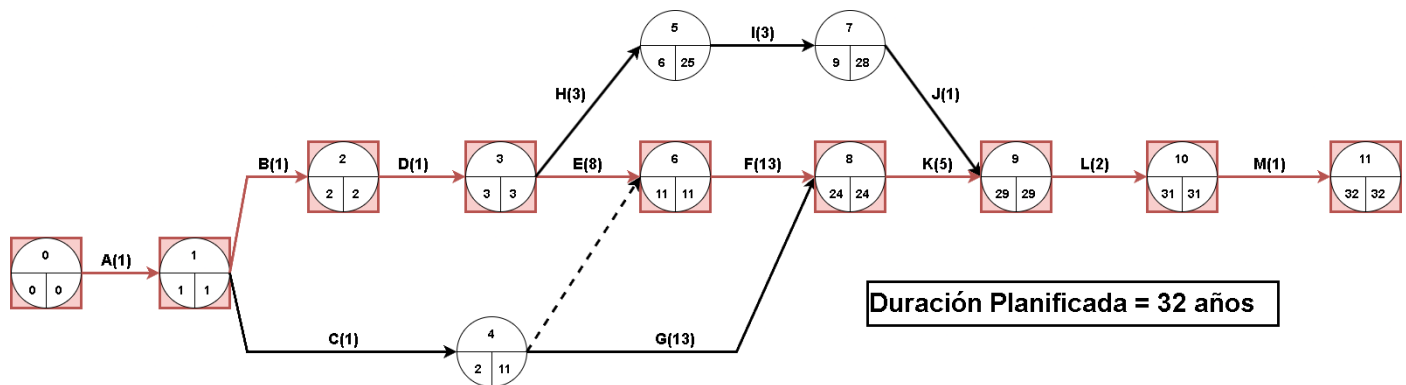 5
6 25
I(3)
7
9 28
H(3)
J(1)
B(1)
2
2 2
D(1)
3
3 3
E(8)
6
11 11
F(13)
8
24 24
K(5)
9
29 29
L(2)
10
31 31
M(1)
11
32 32
0
0 0
A(1)
1
1 1
C(1)
4
2 11
G(13)
Duración Planificada = 32 años